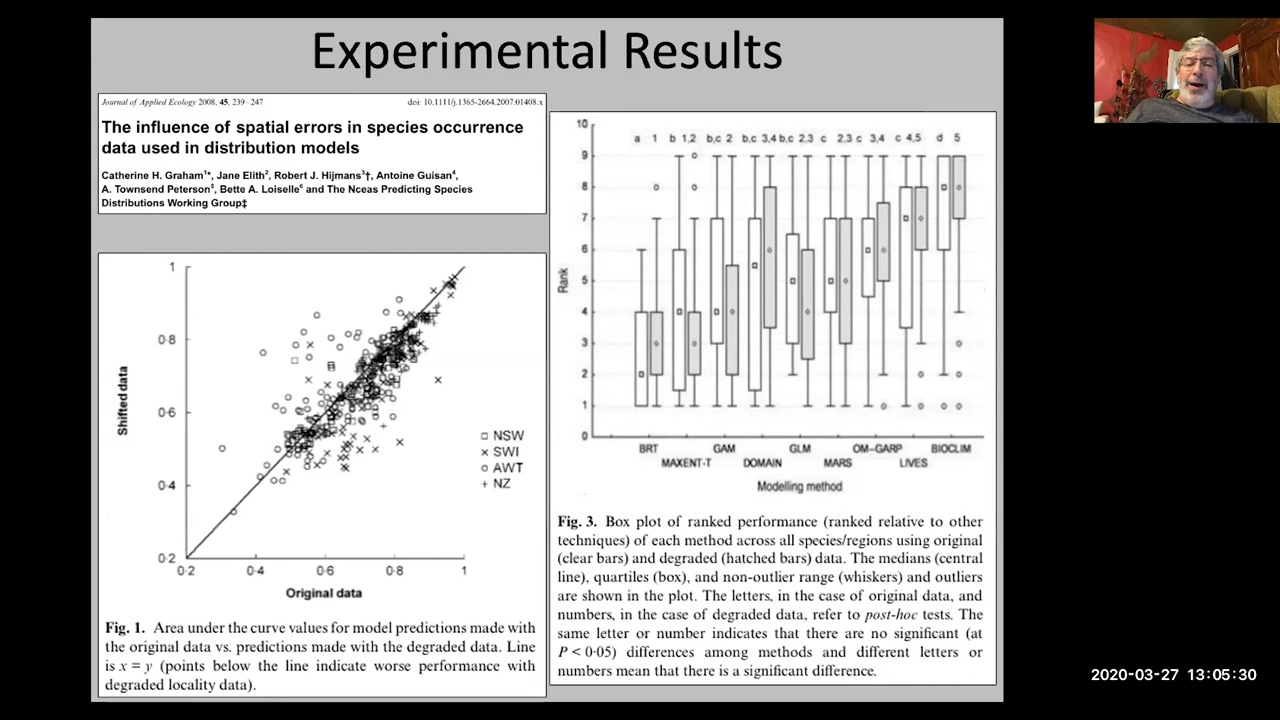 Experimental Results
Journal of Applied Ecology 2008, 45, 239–247
doi: 10.1111/j.1365-2664.2007.01408.x
The influence of spatial errors in species occurrence
data used in distribution models
Catherine H. Graham¹*, Jane Elith², Robert J. Hijmans³†, Antoine Guisan⁴,
A. Townsend Peterson⁵, Bette A. Loiselle⁶ and The Nceas Predicting Species
Distributions Working Group‡
1
0·8
0·6
0·4
0·2
Shifted data
0·2 0·4 0·6 0·8 1
Original data
NSW
SWI
AWT
NZ
Fig. 1. Area under the curve values for model predictions made with
the original data vs. predictions made with the degraded data. Line
is x = y (points below the line indicate worse performance with
degraded locality data).
a 1 b 1,2 b,c 2 b,c 3,4 b,c 2,3 c 2,3 c 3,4 c 4,5 d 5
10
9
8
7
6
5
4
3
2
1
0
Rank
BRT GAM GLM OM–GARP BIOCLIM
MAXENT-T DOMAIN MARS LIVES
Modelling method
Fig. 3. Box plot of ranked performance (ranked relative to other
techniques) of each method across all species/regions using original
(clear bars) and degraded (hatched bars) data. The medians (central
line), quartiles (box), and non-outlier range (whiskers) and outliers
are shown in the plot. The letters, in the case of original data, and
numbers, in the case of degraded data, refer to post-hoc tests. The
same letter or number indicates that there are no significant (at
P < 0·05) differences among methods and different letters or
numbers mean that there is a significant difference.
2020-03-27 13:05:30